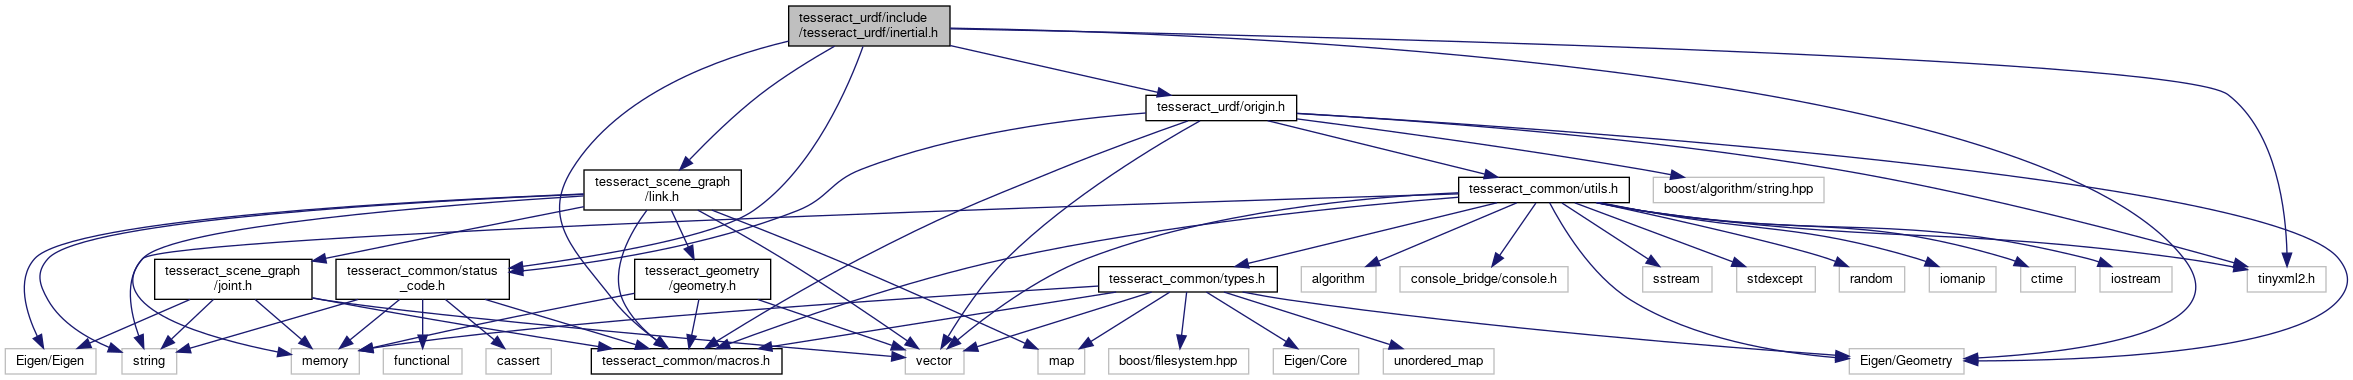 tesseract_urdf/include
/tesseract_urdf/inertial.h
tesseract_urdf/origin.h
tesseract_scene_graph
/link.h
tesseract_common/utils.h
boost/algorithm/string.hpp
tesseract_scene_graph
/joint.h
tesseract_common/status
_code.h
tesseract_geometry
/geometry.h
tesseract_common/types.h
algorithm
console_bridge/console.h
sstream
stdexcept
random
iomanip
ctime
iostream
tinyxml2.h
Eigen/Eigen
string
memory
functional
cassert
tesseract_common/macros.h
vector
map
boost/filesystem.hpp
Eigen/Core
unordered_map
Eigen/Geometry